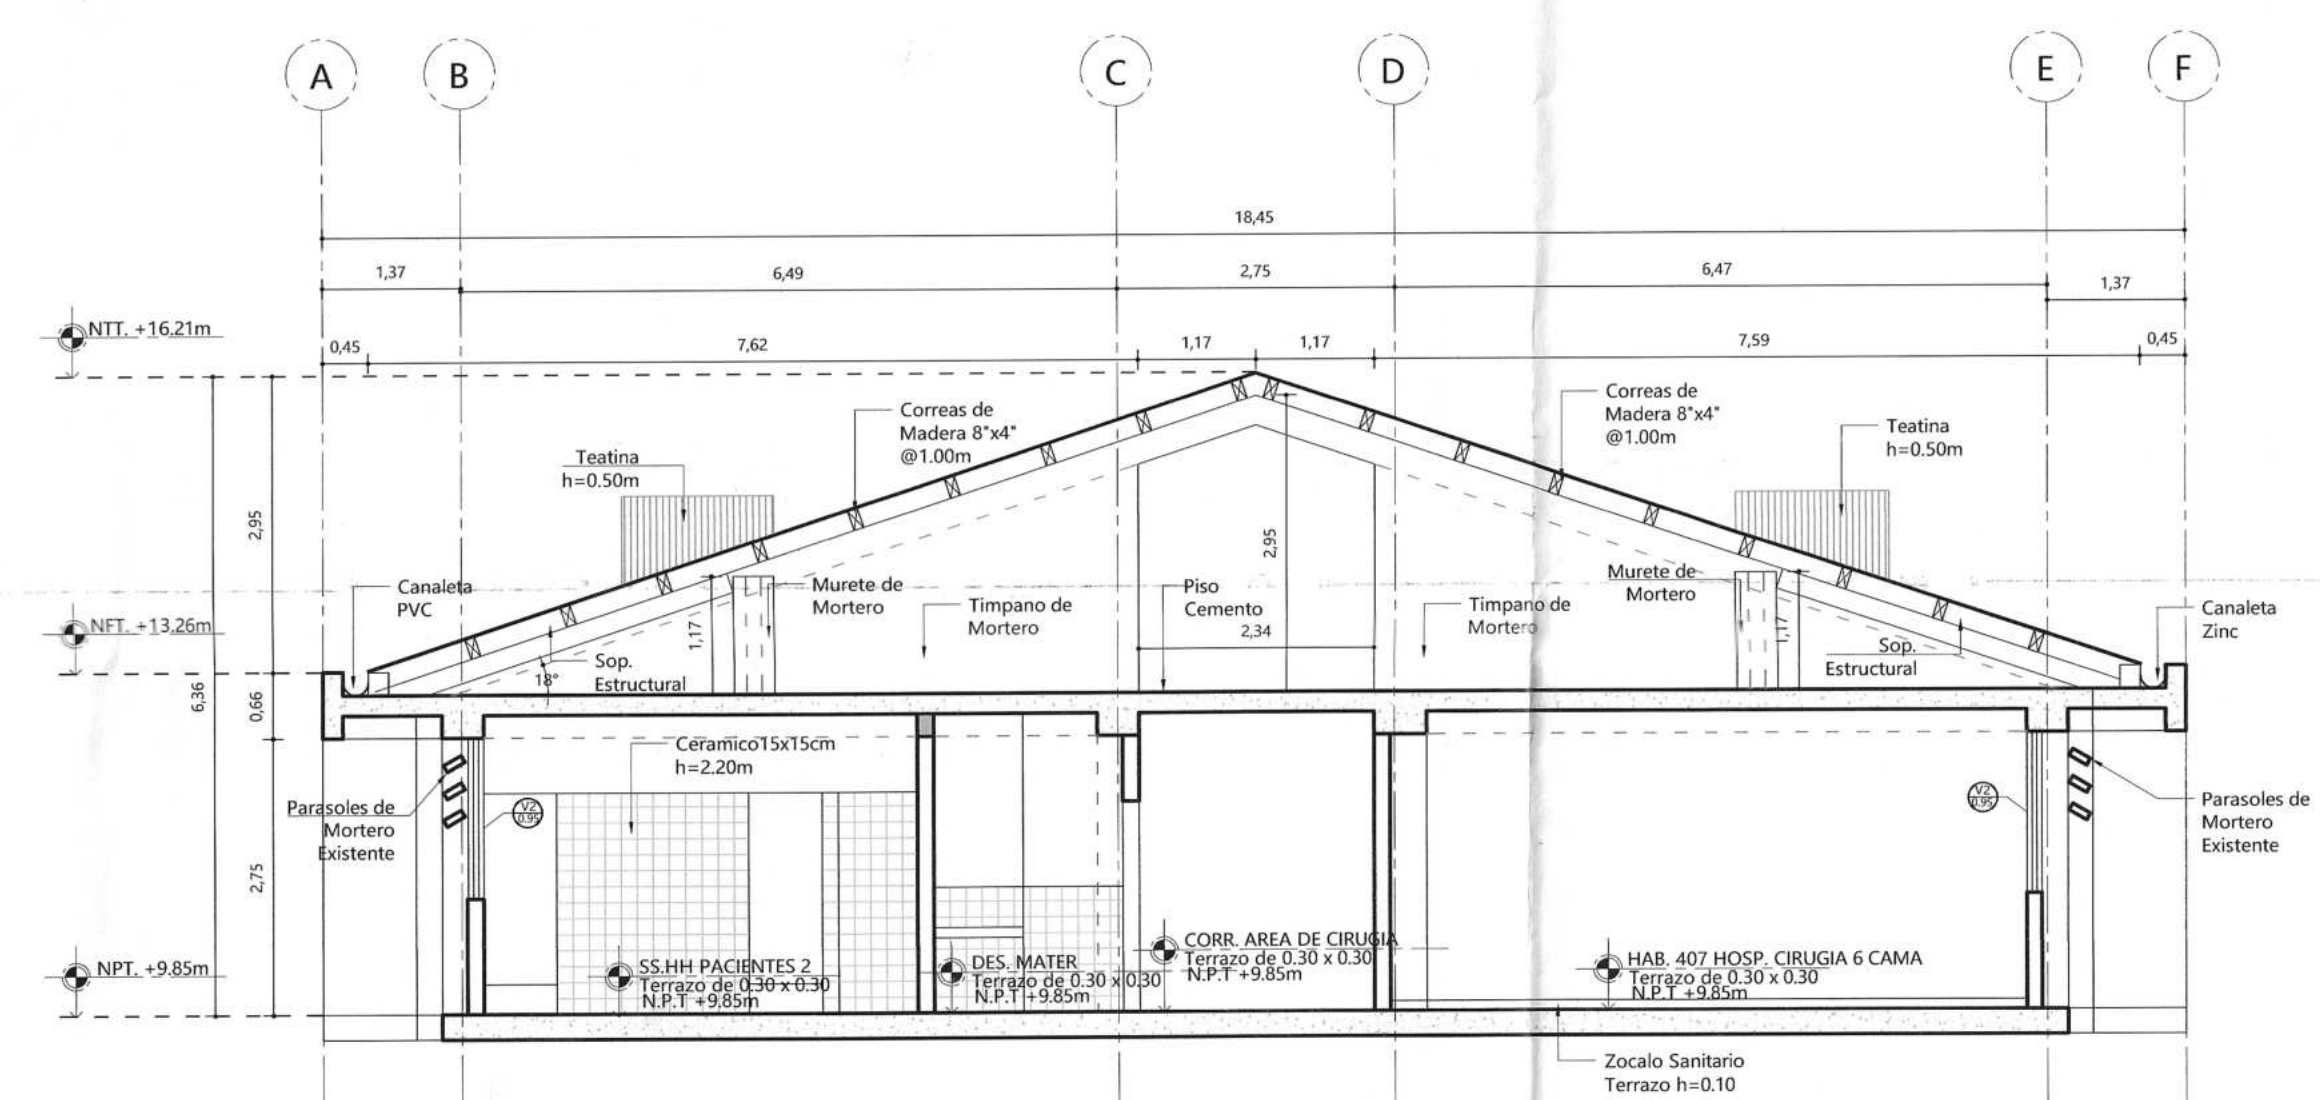 A
B
C
D
E
F
18,45
1,37
6,49
2,75
6,47
1,37
NTT. +16.21m
0,45
7,62
1,17
1,17
7,59
0,45
Correas de
Madera 8"x4"
@1.00m
Correas de
Madera 8"x4"
@1.00m
Teatina
h=0.50m
Teatina
h=0.50m
2,95
2,95
Canaleta
PVC
Murete de
Mortero
Timpano de
Mortero
Piso
Cemento
2,34
Timpano de
Mortero
Murete de
Mortero
Canaleta
Zinc
NFT. +13.26m
1,17
1,17
Sop.
Estructural
Sop.
Estructural
18°
6,36
0,66
Ceramico15x15cm
h=2.20m
Parasoles de
Mortero
Existente
V2
0.95
V2
0.95
Parasoles de
Mortero
Existente
2,75
NPT. +9.85m
SS.HH PACIENTES 2
Terrazo de 0.30 x 0.30
N.P.T +9.85m
DES. MATER
Terrazo de 0.30 x 0.30
N.P.T +9.85m
CORR. AREA DE CIRUGIA
Terrazo de 0.30 x 0.30
N.P.T +9.85m
HAB. 407 HOSP. CIRUGIA 6 CAMA
Terrazo de 0.30 x 0.30
N.P.T +9.85m
Zocalo Sanitario
Terrazo h=0.10